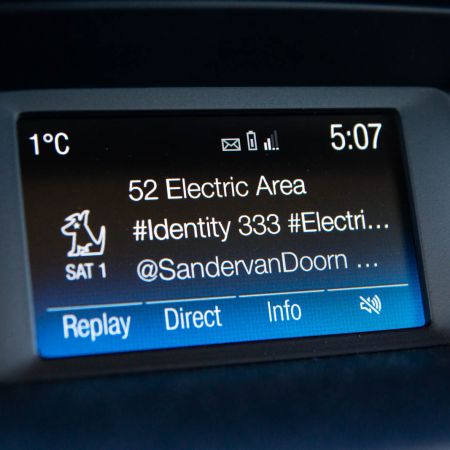 1°C 5:07
52 Electric Area
#Identity 333 #Electri...
SAT 1 @SandervanDoorn ...
Replay Direct Info